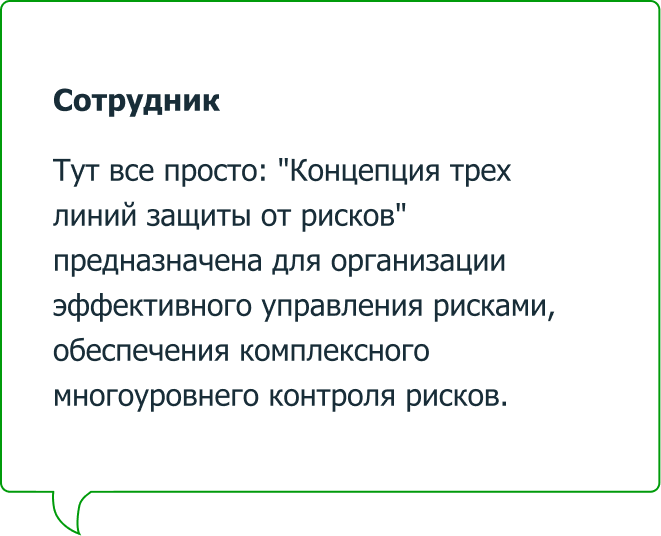 Сотрудник
Тут все просто: "Концепция трех
линий защиты от рисков"
предназначена для организации
эффективного управления рисками,
обеспечения комплексного
многоуровнего контроля рисков.